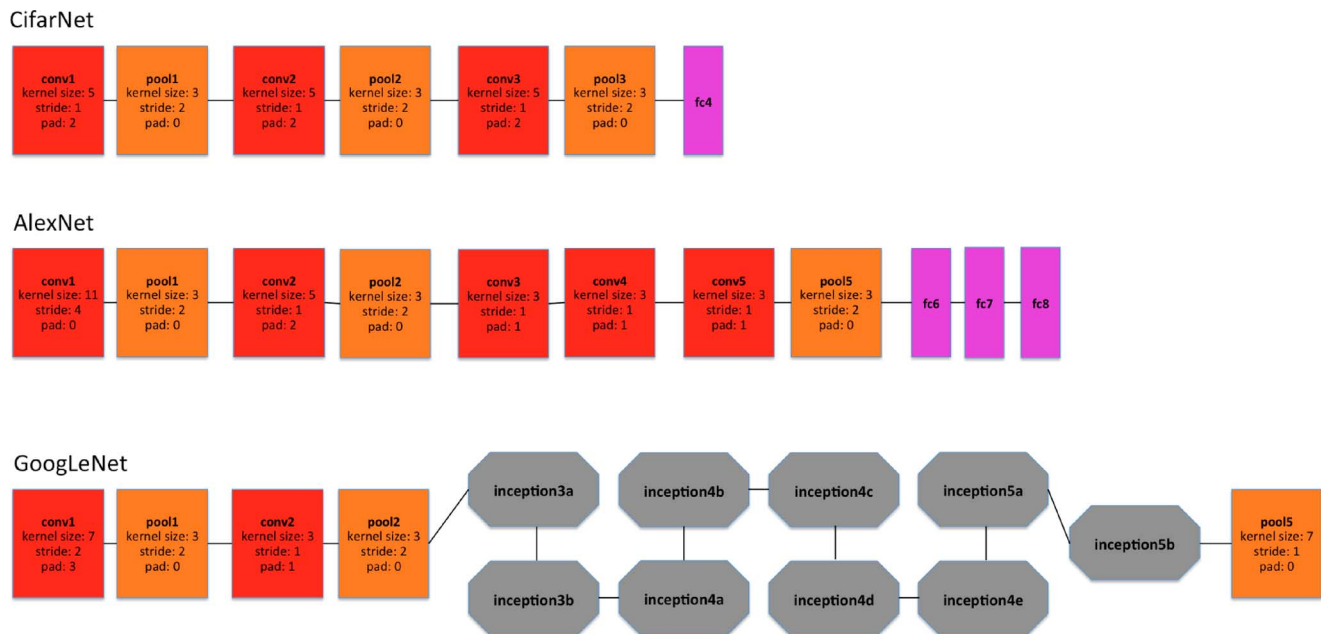 CifarNet
conv1
kernel size: 5
stride: 1
pad: 2
pool1
kernel size: 3
stride: 2
pad: 0
conv2
kernel size: 5
stride: 1
pad: 2
pool2
kernel size: 3
stride: 2
pad: 0
conv3
kernel size: 5
stride: 1
pad: 2
pool3
kernel size: 3
stride: 2
pad: 0
fc4
AlexNet
conv1
kernel size: 11
stride: 4
pad: 0
pool1
kernel size: 3
stride: 2
pad: 0
conv2
kernel size: 5
stride: 1
pad: 2
pool2
kernel size: 3
stride: 2
pad: 0
conv3
kernel size: 3
stride: 1
pad: 1
conv4
kernel size: 3
stride: 1
pad: 1
conv5
kernel size: 3
stride: 1
pad: 1
pool5
kernel size: 3
stride: 2
pad: 0
fc6
fc7
fc8
GoogLeNet
conv1
kernel size: 7
stride: 2
pad: 3
pool1
kernel size: 3
stride: 2
pad: 0
conv2
kernel size: 3
stride: 1
pad: 1
pool2
kernel size: 3
stride: 2
pad: 0
inception3a
inception3b
inception4a
inception4b
inception4c
inception4d
inception4e
inception5a
inception5b
pool5
kernel size: 7
stride: 1
pad: 0